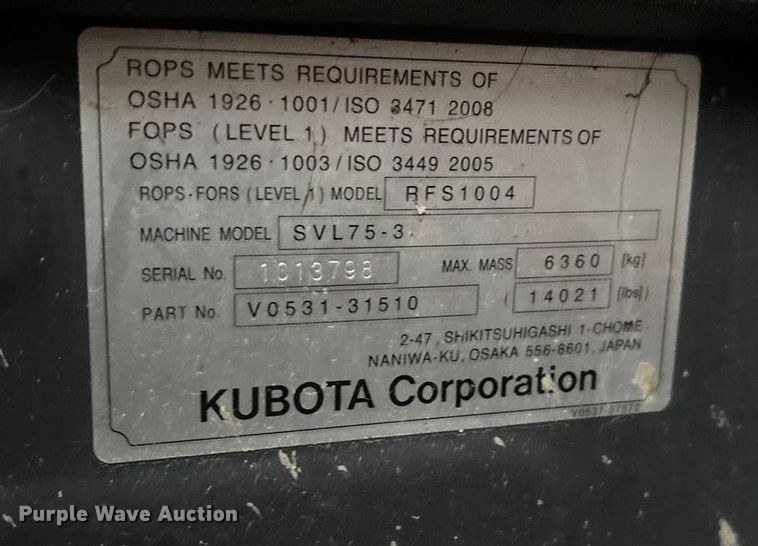 ROPS MEETS REQUIREMENTS OF
OSHA 1926·1001/ISO 3471 2008
FOPS (LEVEL 1) MEETS REQUIREMENTS OF
OSHA 1926·1003/ISO 3449 2005
ROPS·FORS (LEVEL 1) MODEL RFS1004
MACHINE MODEL SVL75-3
SERIAL No. MAX. MASS 6360 [kg]
PART No. V0531-31510 (14021 [lbs])
2-47, SHIKITSUHIGASHI 1-CHOME
NANIWA-KU, OSAKA 556-8601, JAPAN
KUBOTA Corporation
Purple Wave Auction